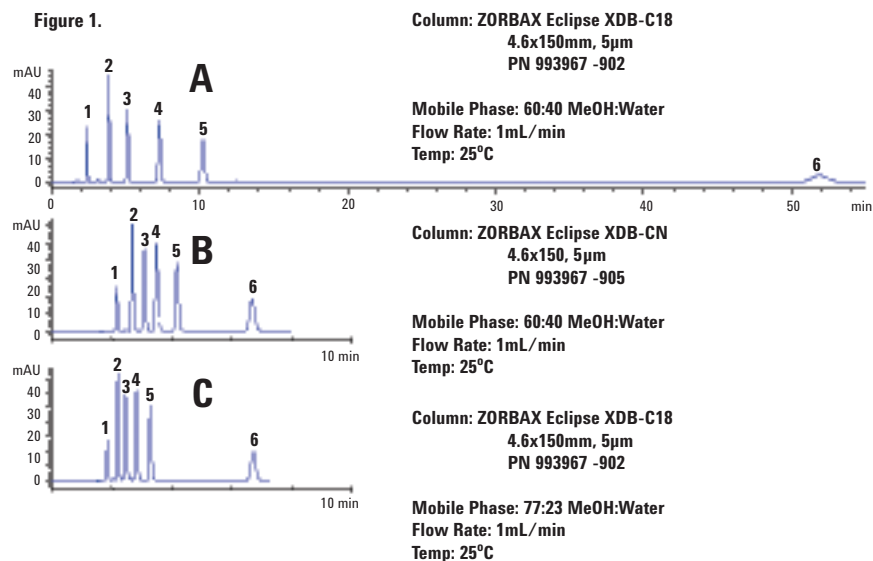 Figure 1.
Column: ZORBAX Eclipse XDB-C18
4.6x150mm, 5µm
PN 993967 -902
Mobile Phase: 60:40 MeOH:Water
Flow Rate: 1mL/min
Temp: 25°C
mAU
40
30
20
10
0
A
1
2
3
4
5
6
0 10 20 30 40 50 min
Column: ZORBAX Eclipse XDB-CN
4.6x150, 5µm
PN 993967 -905
Mobile Phase: 60:40 MeOH:Water
Flow Rate: 1mL/min
Temp: 25°C
mAU
40
30
20
10
0
B
1
2
3
4
5
6
10 min
Column: ZORBAX Eclipse XDB-C18
4.6x150mm, 5µm
PN 993967 -902
Mobile Phase: 77:23 MeOH:Water
Flow Rate: 1mL/min
Temp: 25°C
mAU
40
30
20
10
0
C
1
2
3
4
5
6
10 min